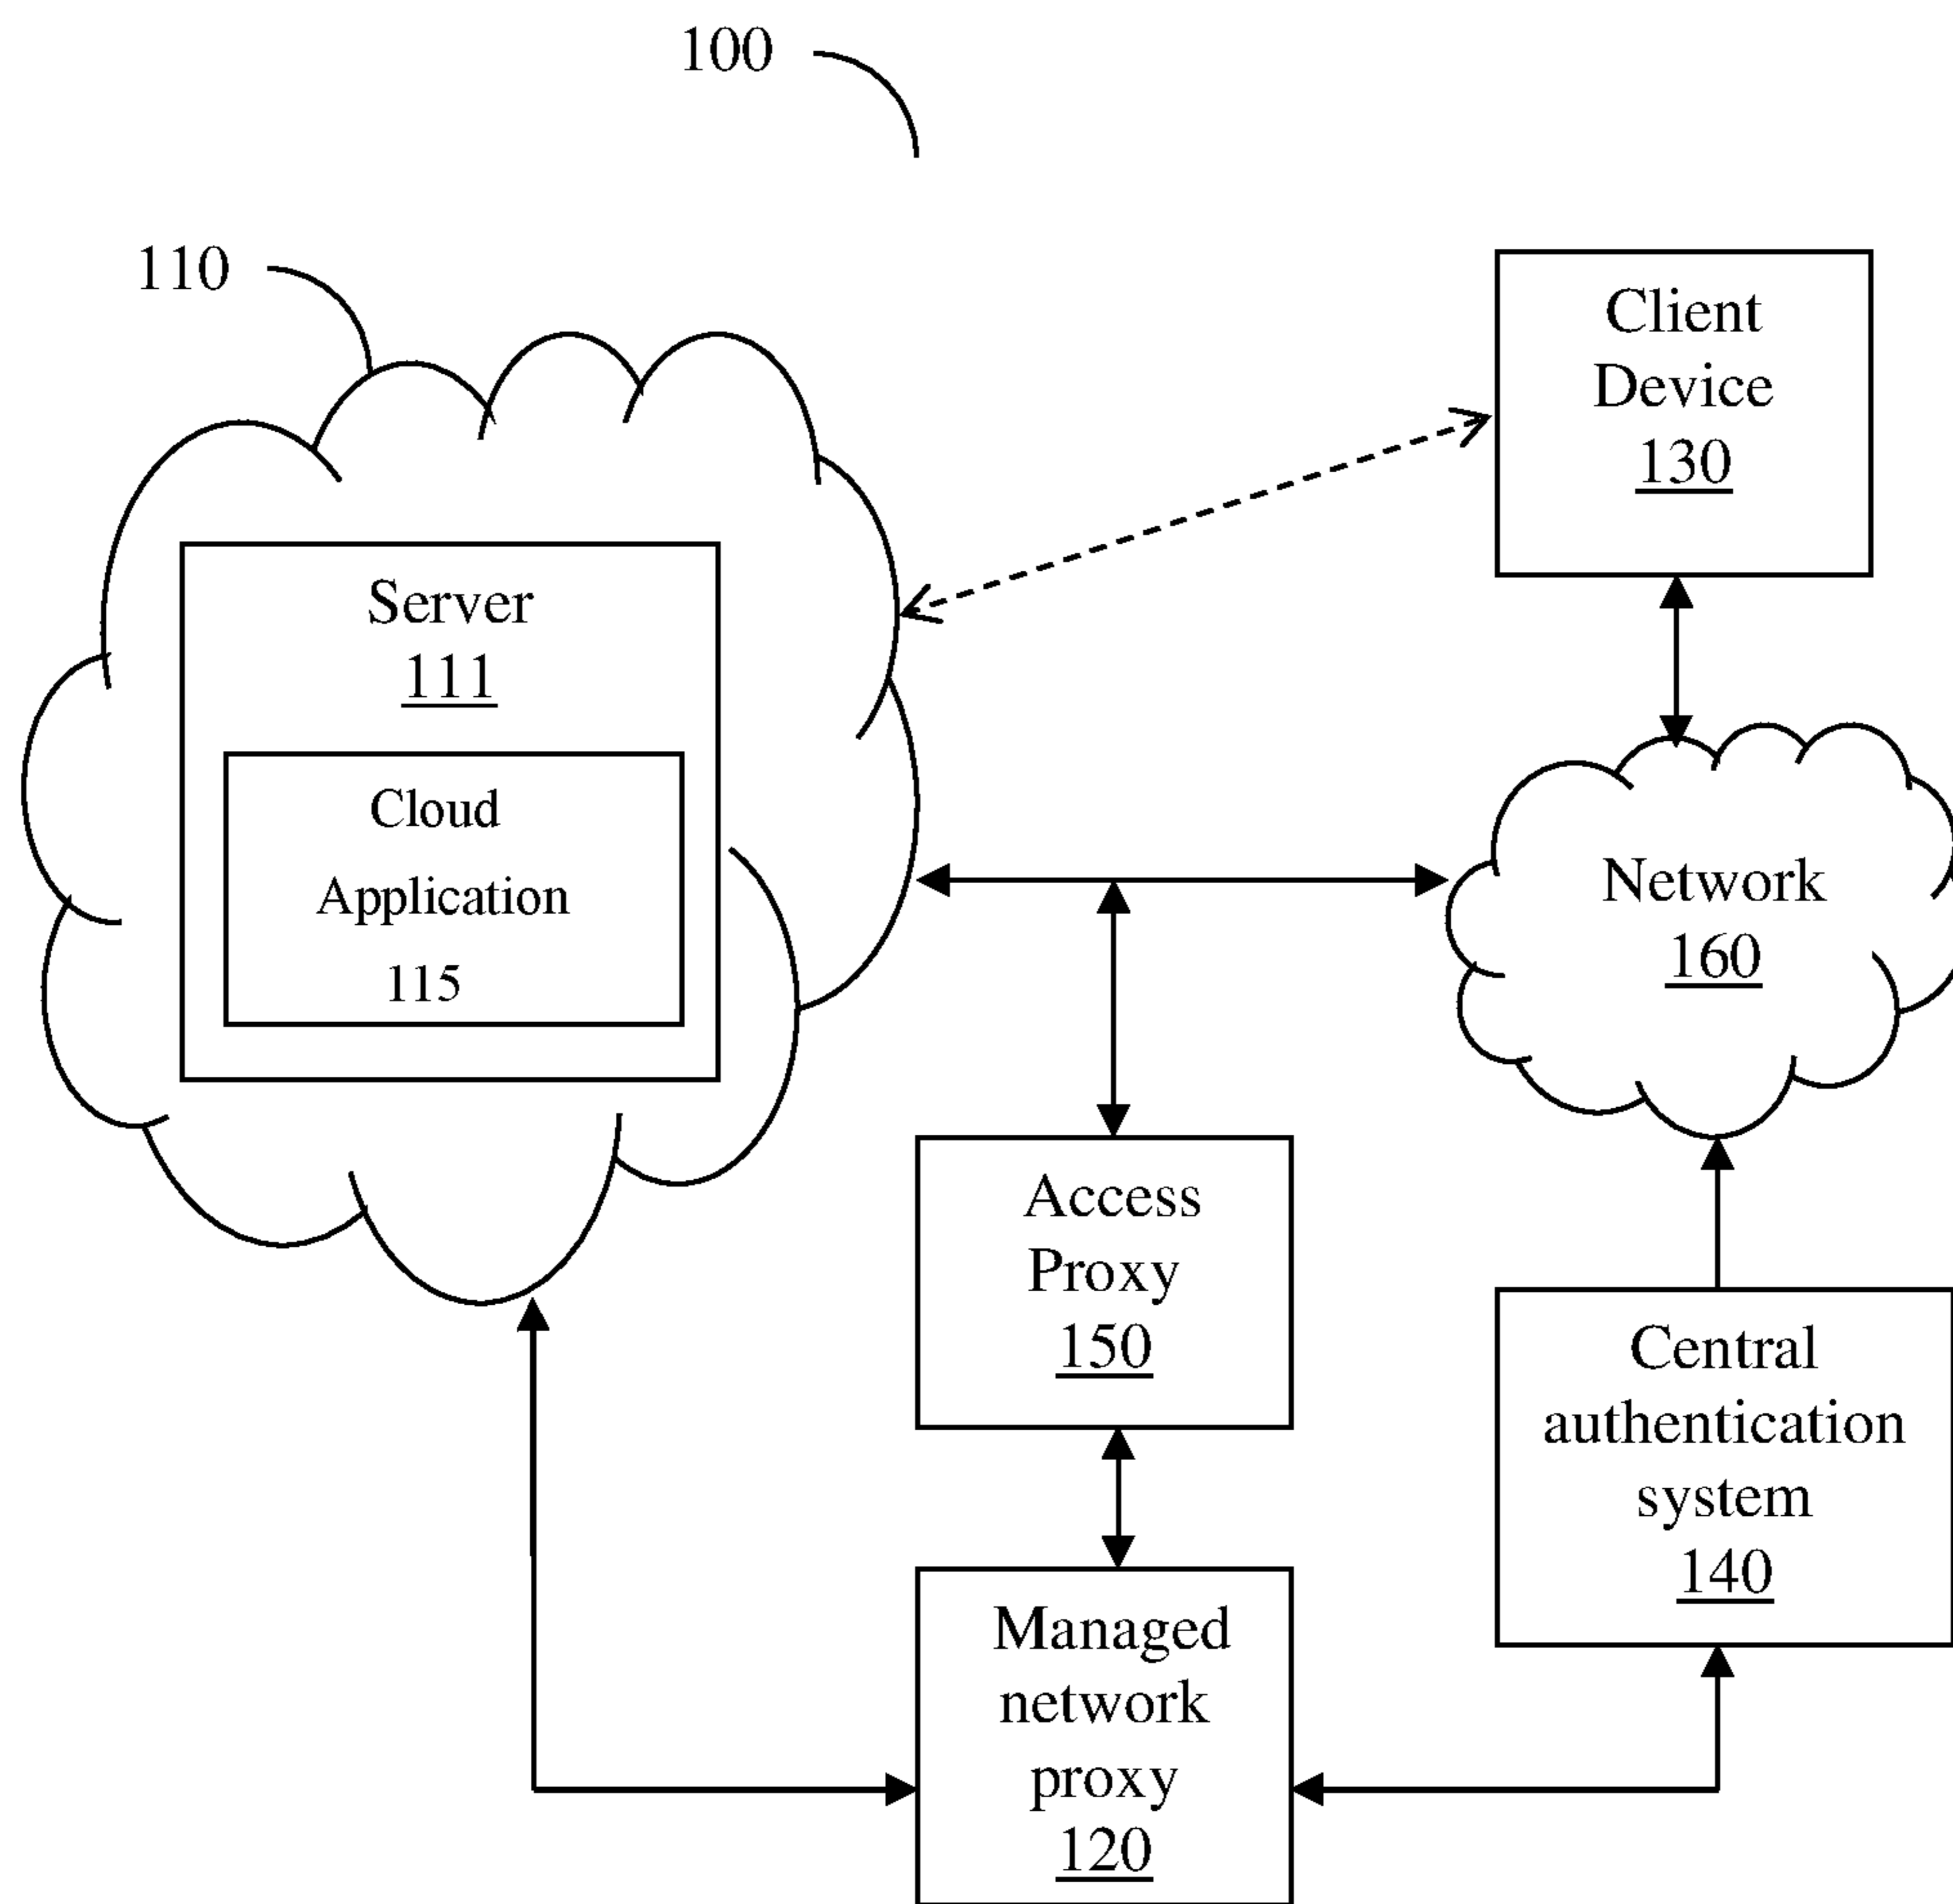 100
110
Client
Device
130
Server
111
Cloud
Application
115
Network
160
Access
Proxy
150
Central
authentication
system
140
Managed
network
proxy
120